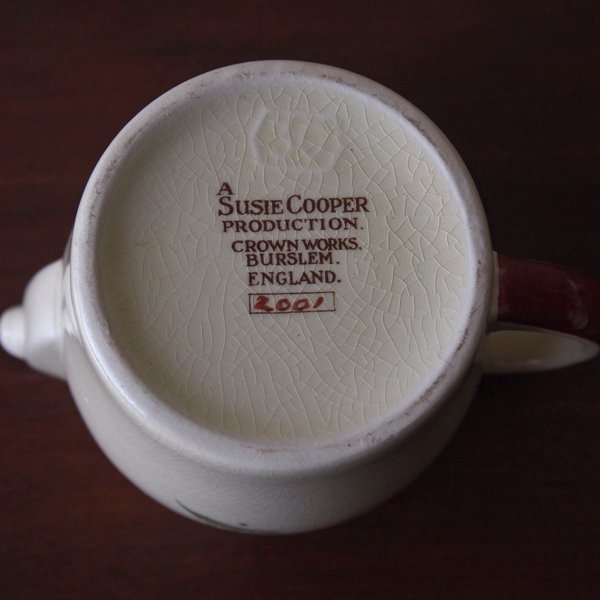 A
SUSIE COOPER
PRODUCTION.
CROWN WORKS.
BURSLEM.
ENGLAND.
2001